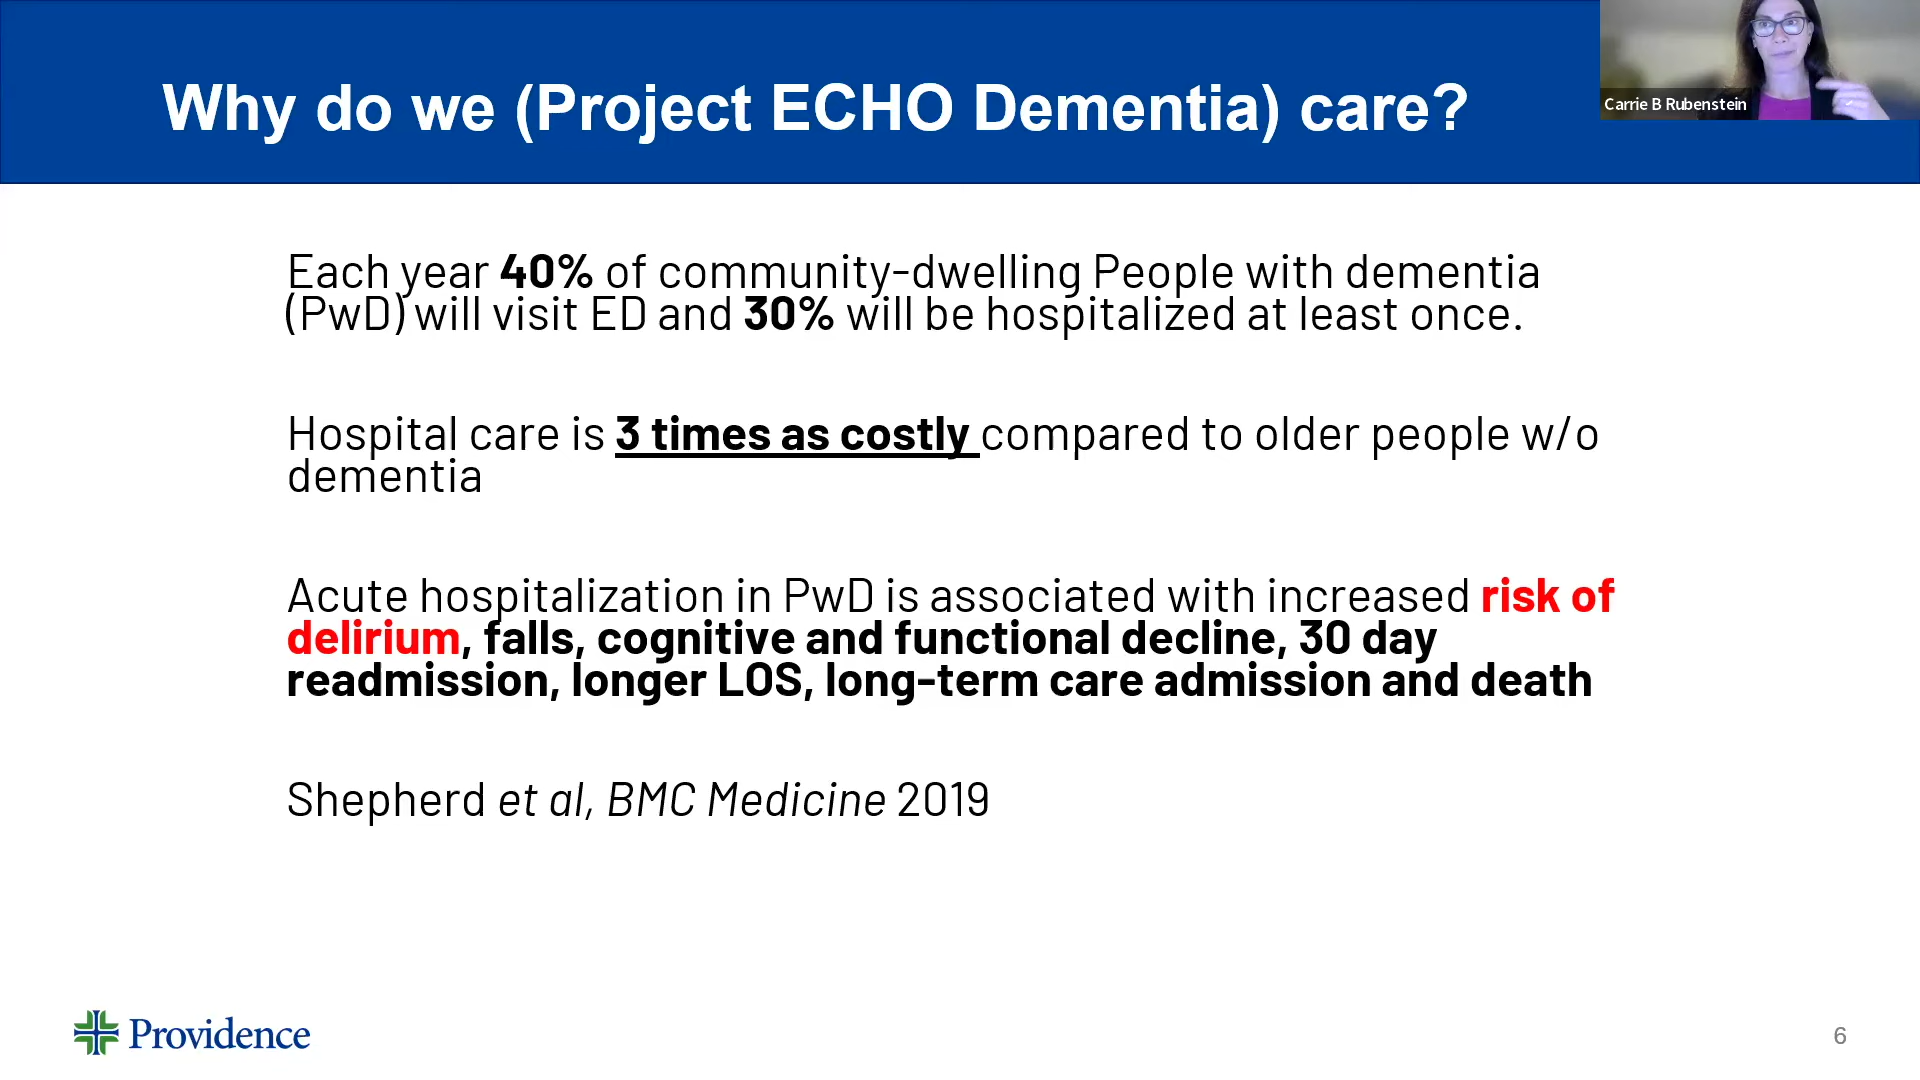 Why do we (Project ECHO Dementia) care?
Carrie B Rubenstein
Each year 40% of community-dwelling People with dementia
(PwD) will visit ED and 30% will be hospitalized at least once.
Hospital care is 3 times as costly compared to older people w/o
dementia
Acute hospitalization in PwD is associated with increased risk of
delirium, falls, cognitive and functional decline, 30 day
readmission, longer LOS, long-term care admission and death
Shepherd et al, BMC Medicine 2019
Providence
6